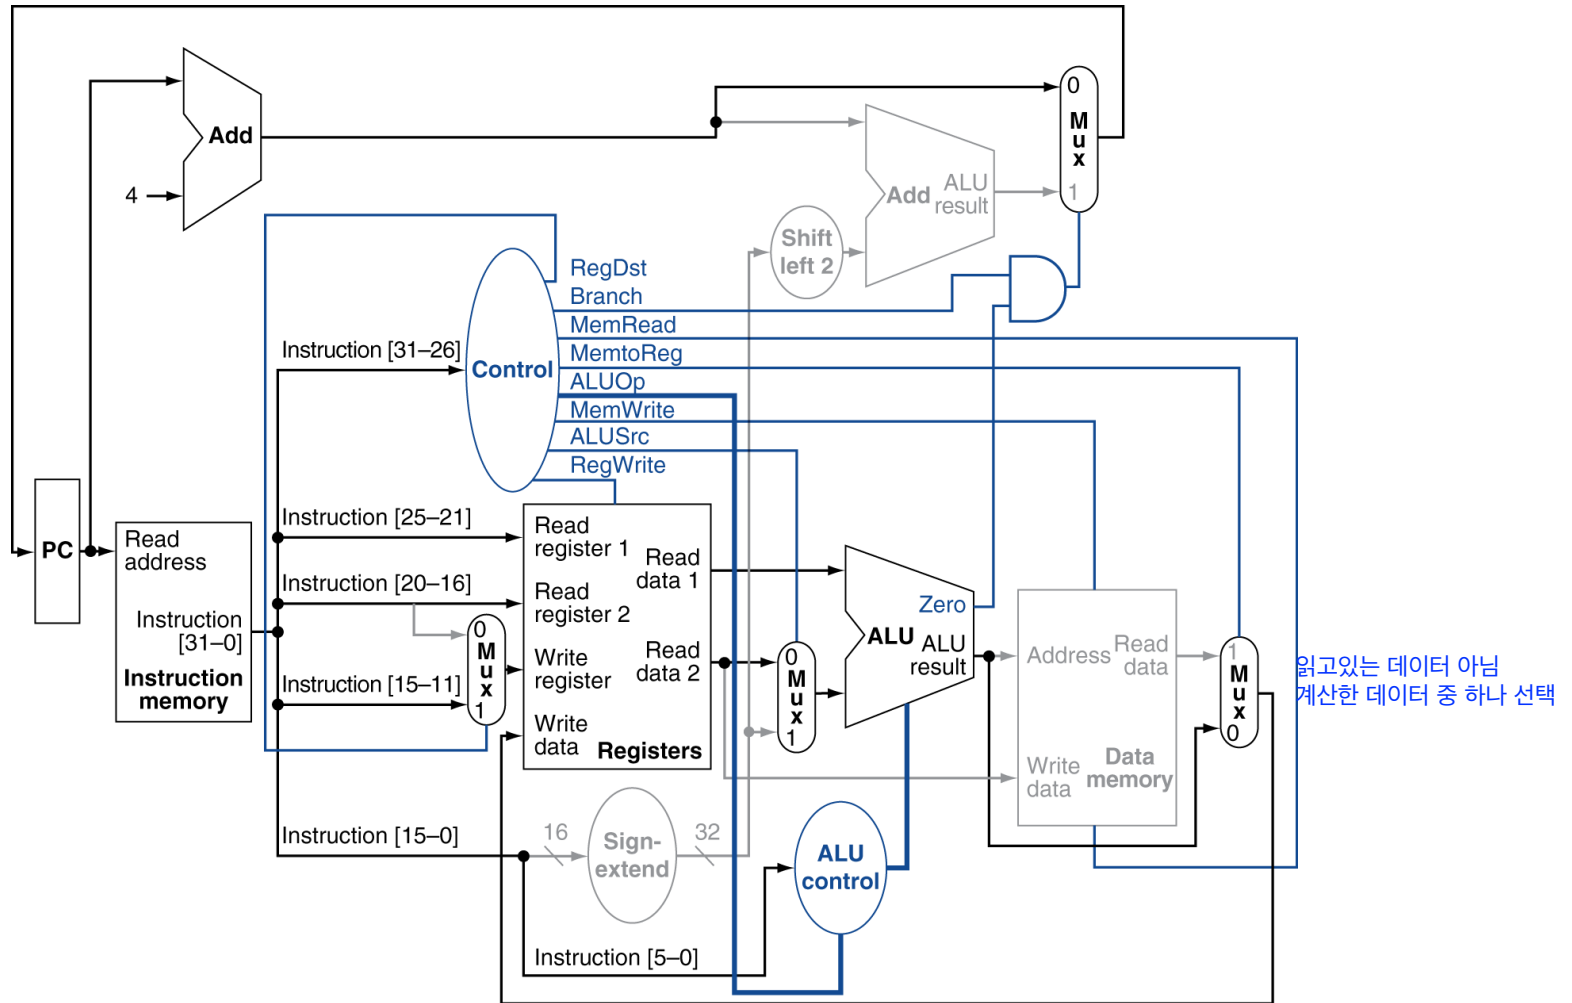 Add
4
0
M
u
x
1
Add
ALU
result
Shift
left 2
RegDst
Branch
MemRead
MemtoReg
ALUOp
MemWrite
ALUSrc
RegWrite
Control
Instruction [31–26]
Instruction [25–21]
Instruction [20–16]
Instruction [15–11]
Instruction [15–0]
PC
Read
address
Instruction
[31–0]
Instruction
memory
0
M
u
x
1
Read
register 1
Read
register 2
Write
register
Write
data
Read
data 1
Read
data 2
Registers
0
M
u
x
1
Zero
ALU
ALU
result
Address
Read
data
Write
data
Data
memory
1
M
u
x
0
읽고있는 데이터 아님
계산한 데이터 중 하나 선택
16
Sign-
extend
32
ALU
control
Instruction [5–0]